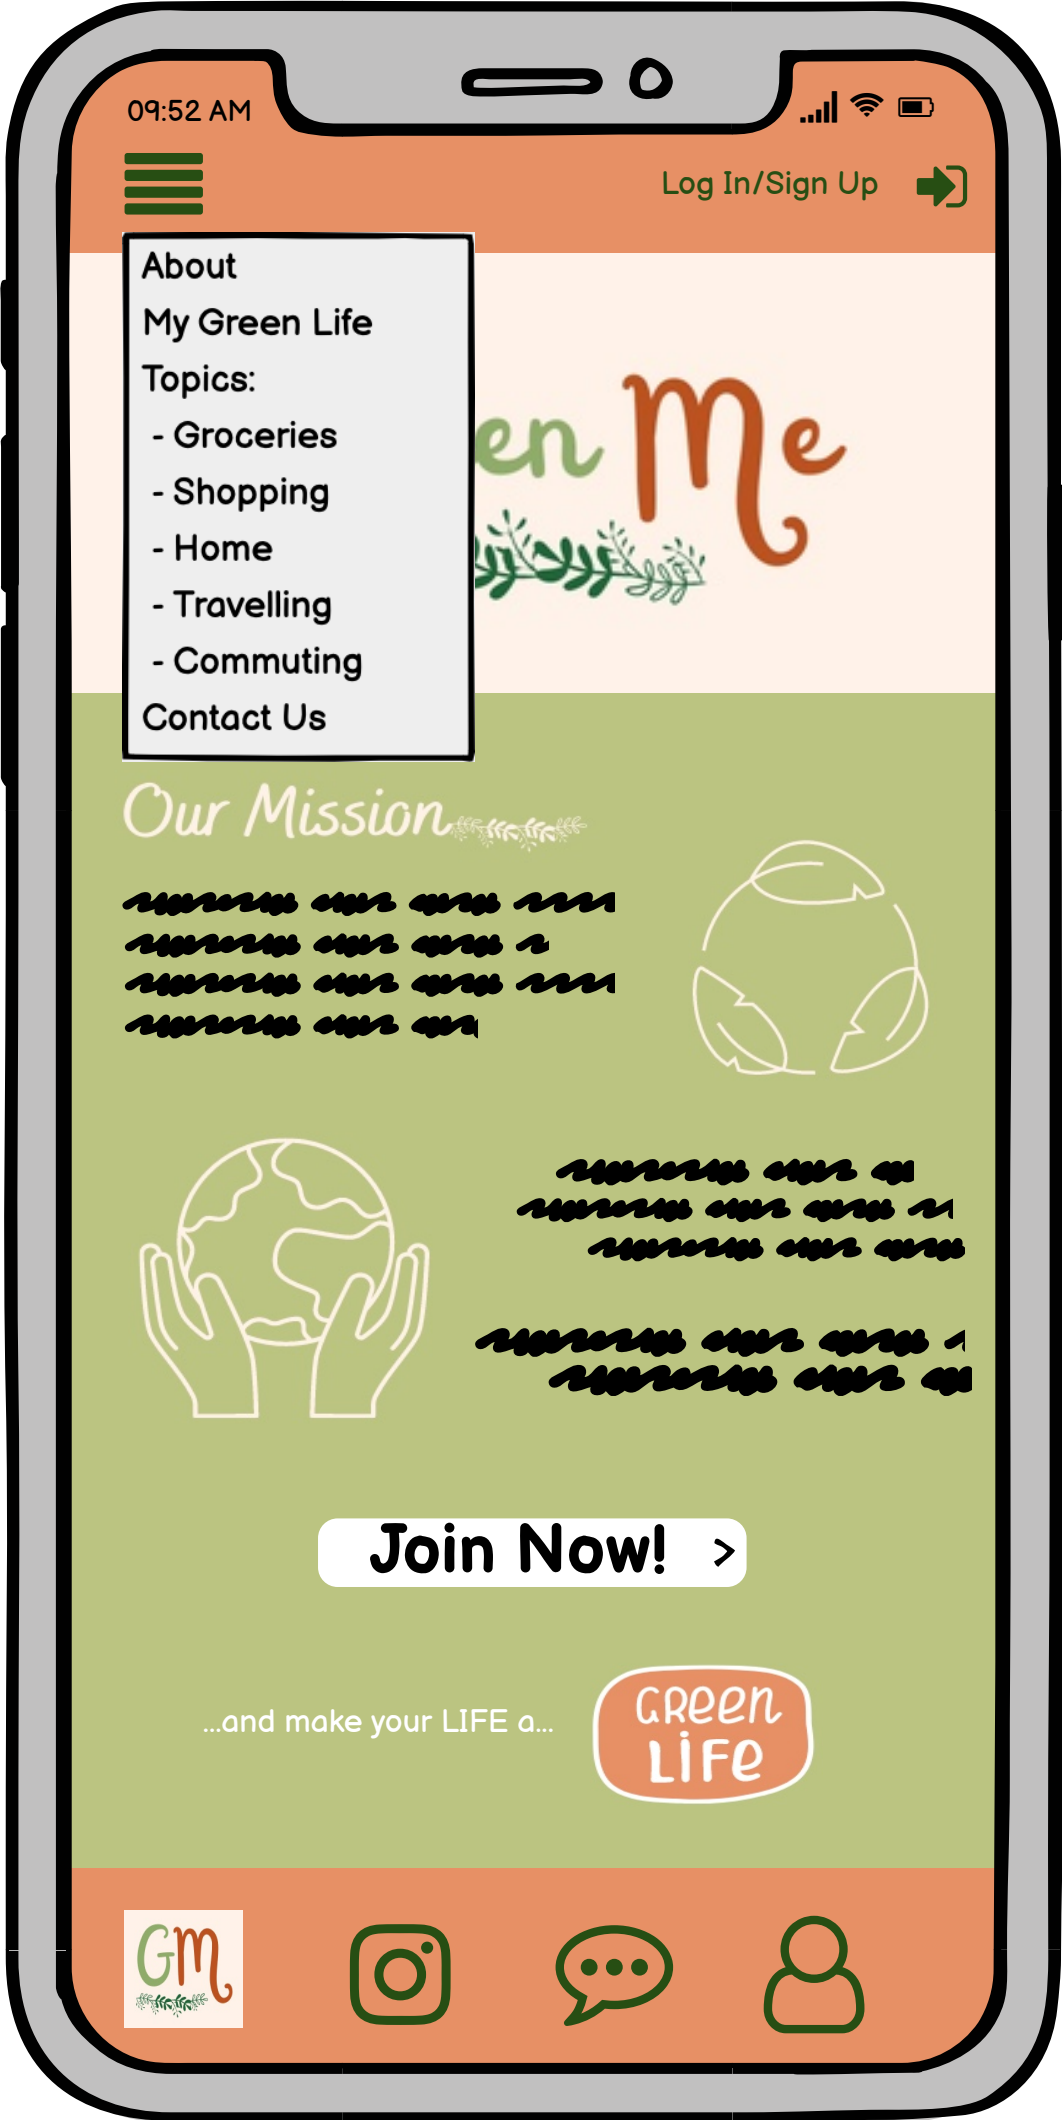 09:52 AM
Log In/Sign Up
About
My Green Life
Topics:
- Groceries
- Shopping
- Home
- Travelling
- Commuting
Contact Us
en Me
Our Mission
Join Now! >
...and make your LIFE a...
GReen
LiFe
GM